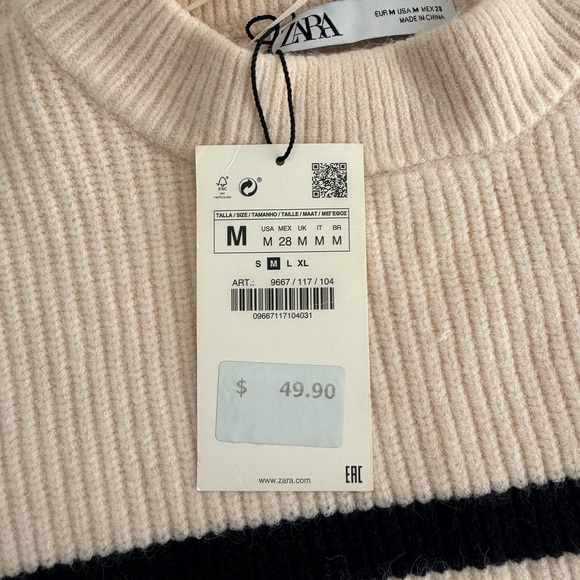 ZARA
EUR M USA M MEX 28
MADE IN CHINA
FSC
TALLA / SIZE / TAMANHO / TAILLE / MAAT / ΜΕΓΕΘΟΣ
M
USA MEX UK IT BR
M 28 M M M
S M L XL
ART.: 9667 / 117 / 104
09667117104031
$ 49.90
www.zara.com
EAC